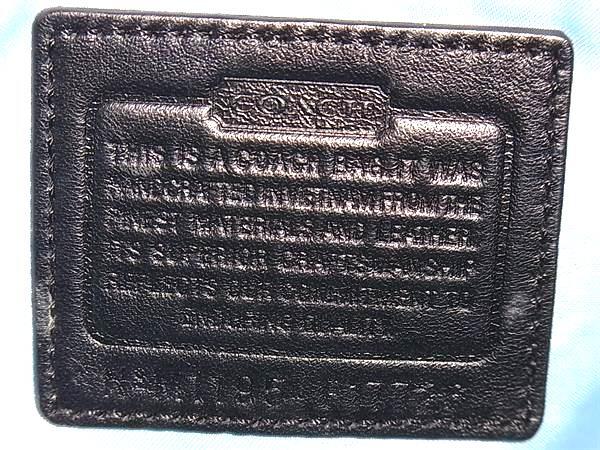 COACH
THIS IS A COACH BAG. IT WAS
HANDCRAFTED IN VIETNAM FROM THE
FINEST MATERIALS AND LEATHER.
ITS SUPERIOR CRAFTSMANSHIP
REFLECTS OUR COMMITMENT TO
ENDURING QUALITY.